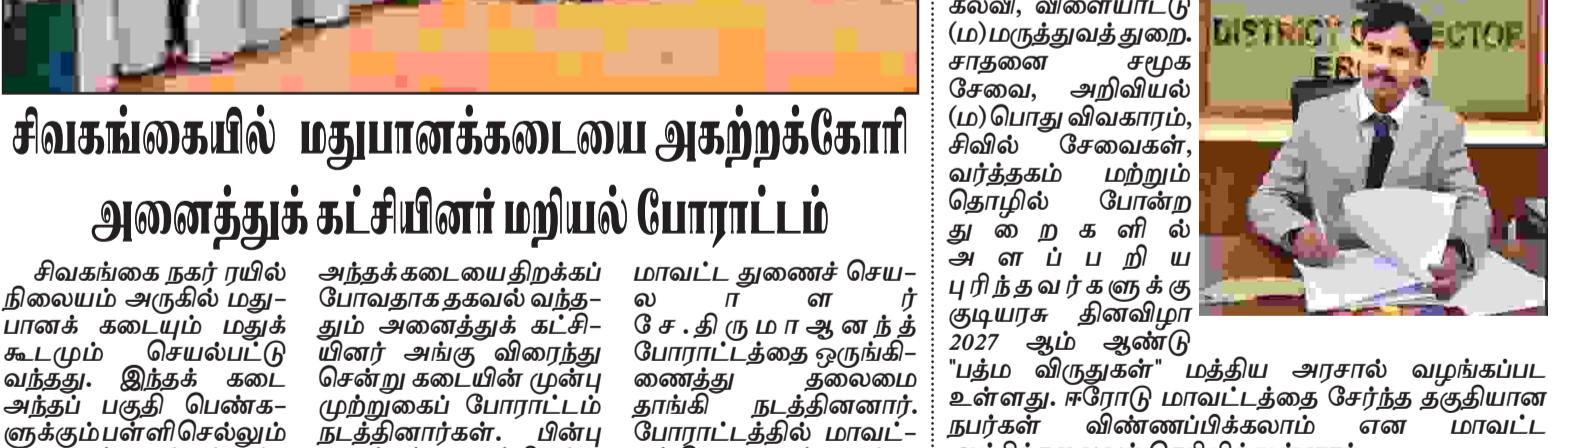 சிவகங்கையில் மதுபானக்கடையை அகற்றக்கோரி
அனைத்துக் கட்சியினர் மறியல் போராட்டம்
சிவகங்கை நகர் ரயில்
நிலையம் அருகில் மது-
பானக் கடையும் மதுக்
கூடமும் செயல்பட்டு
வந்தது. இந்தக் கடை
அந்தப் பகுதி பெண்க-
ளுக்கும்பள்ளிசெல்லும்
அந்தக்கடையைதிறக்கப்
போவதாக தகவல் வந்த-
தும் அனைத்துக் கட்சி-
யினர் அங்கு விரைந்து
சென்று கடையின் முன்பு
முற்றுகைப் போராட்டம்
நடத்தினார்கள். பின்பு
மாவட்ட துணைச் செய-
லாளர்
சே.திருமாஆனந்த்
போராட்டத்தை ஒருங்கி-
ணைத்து தலைமை
தாங்கி நடத்தினனார்.
போராட்டத்தில் மாவட்-
கல்வி, விளையாட்டு
(ம)மருத்துவத்துறை.
சாதனை சமூக
சேவை, அறிவியல்
(ம)பொது விவகாரம்,
சிவில் சேவைகள்,
வர்த்தகம் மற்றும்
தொழில் போன்ற
துறைகளில்
அளப்பறிய
புரிந்தவர்களுக்கு
குடியரசு தினவிழா
2027 ஆம் ஆண்டு
"பத்ம விருதுகள்" மத்திய அரசால் வழங்கப்பட
உள்ளது. ஈரோடு மாவட்டத்தை சேர்ந்த தகுதியான
நபர்கள் விண்ணப்பிக்கலாம் என மாவட்ட
DISTRICT